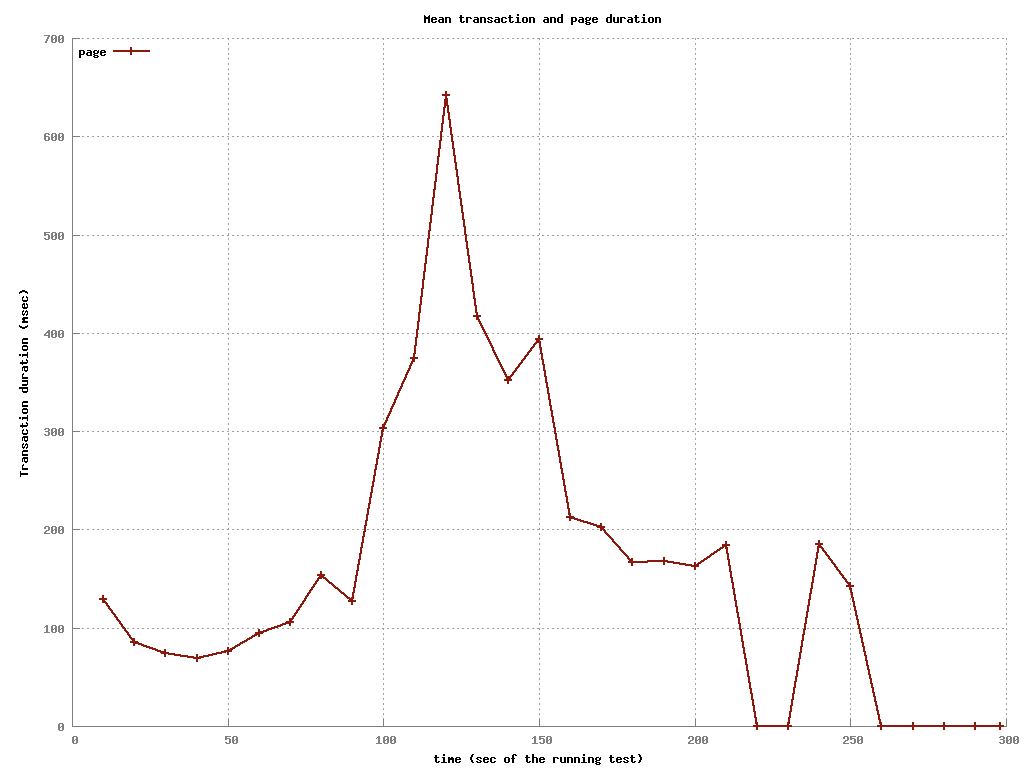 Mean transaction and page duration
700
page
600
500
400
300
200
100
0
Transaction duration (msec)
0 50 100 150 200 250 300
time (sec of the running test)